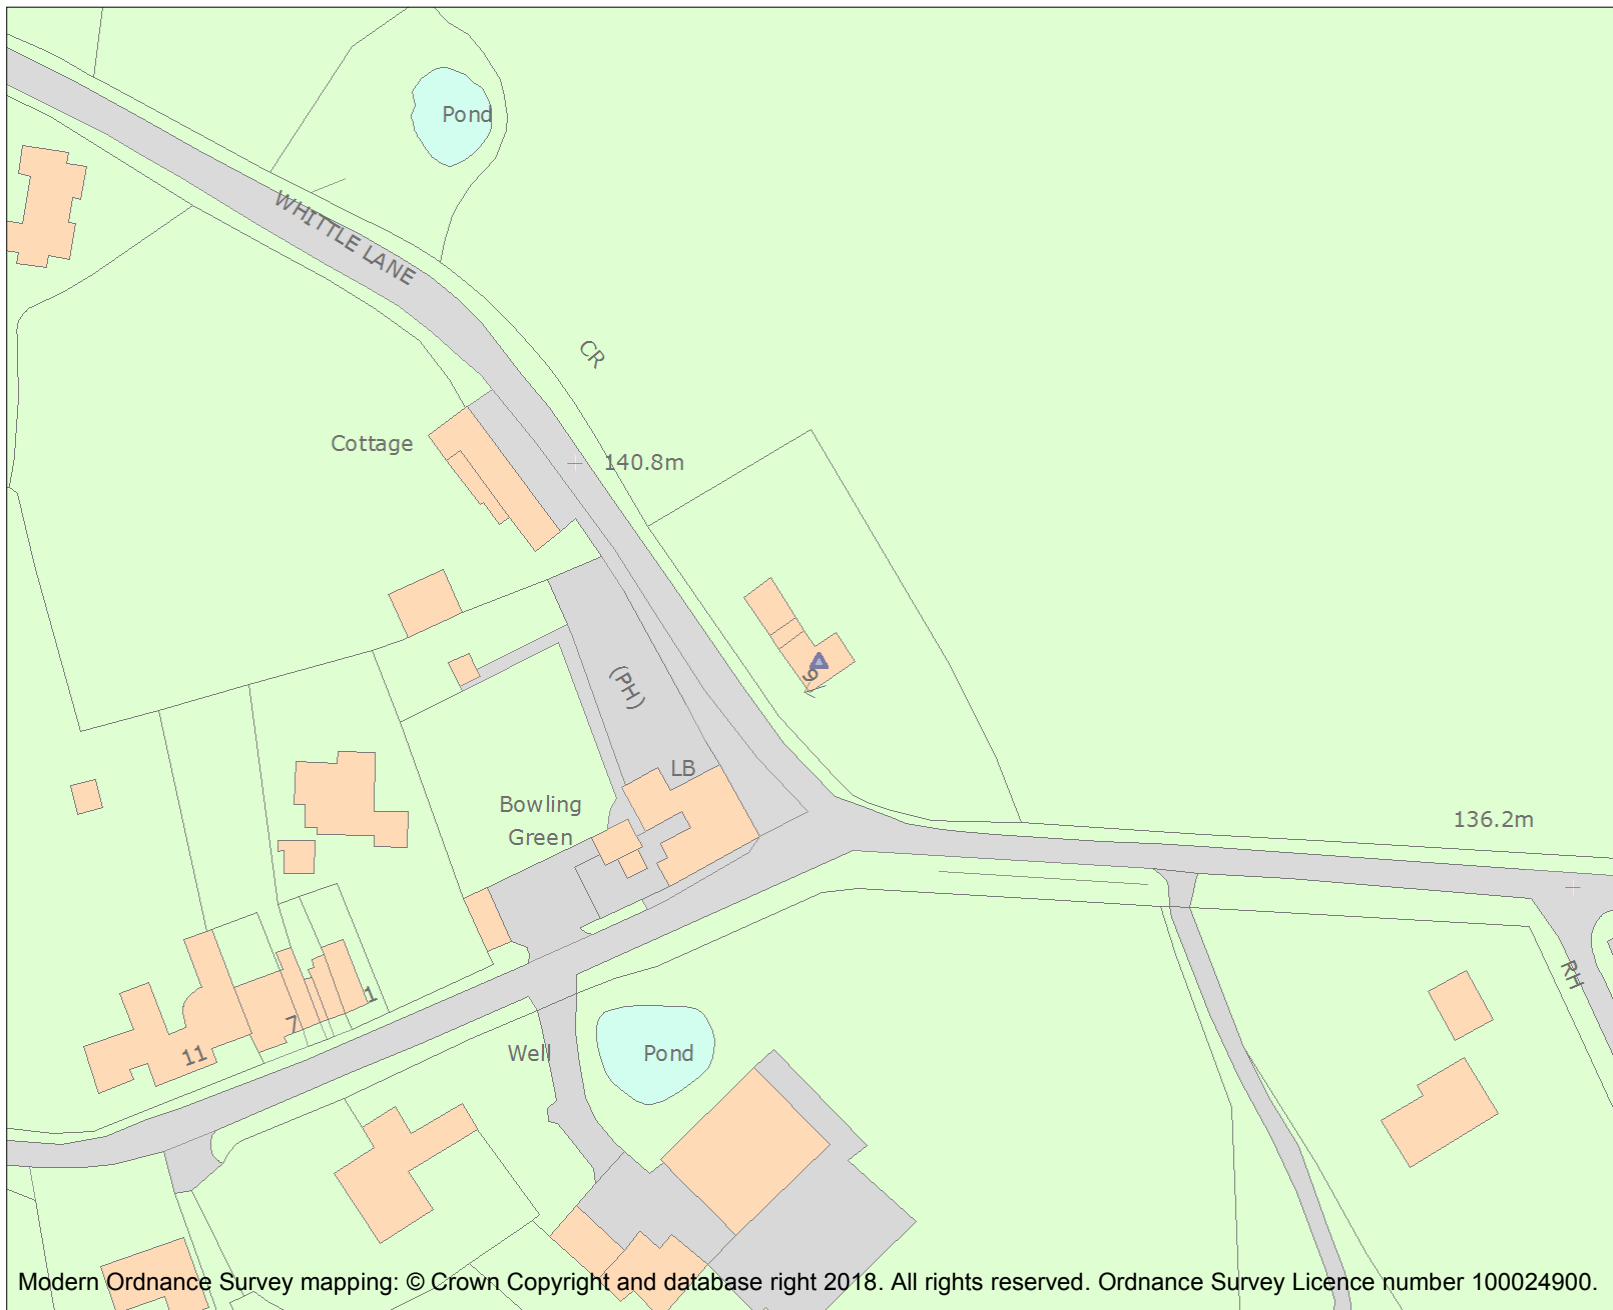 Pond
WHITTLE LANE
CR
Cottage
140.8m
9
(PH)
LB
Bowling
Green
136.2m
RH
1
7
11
Well
Pond
Modern Ordnance Survey mapping: © Crown Copyright and database right 2018. All rights reserved. Ordnance Survey Licence number 100024900.